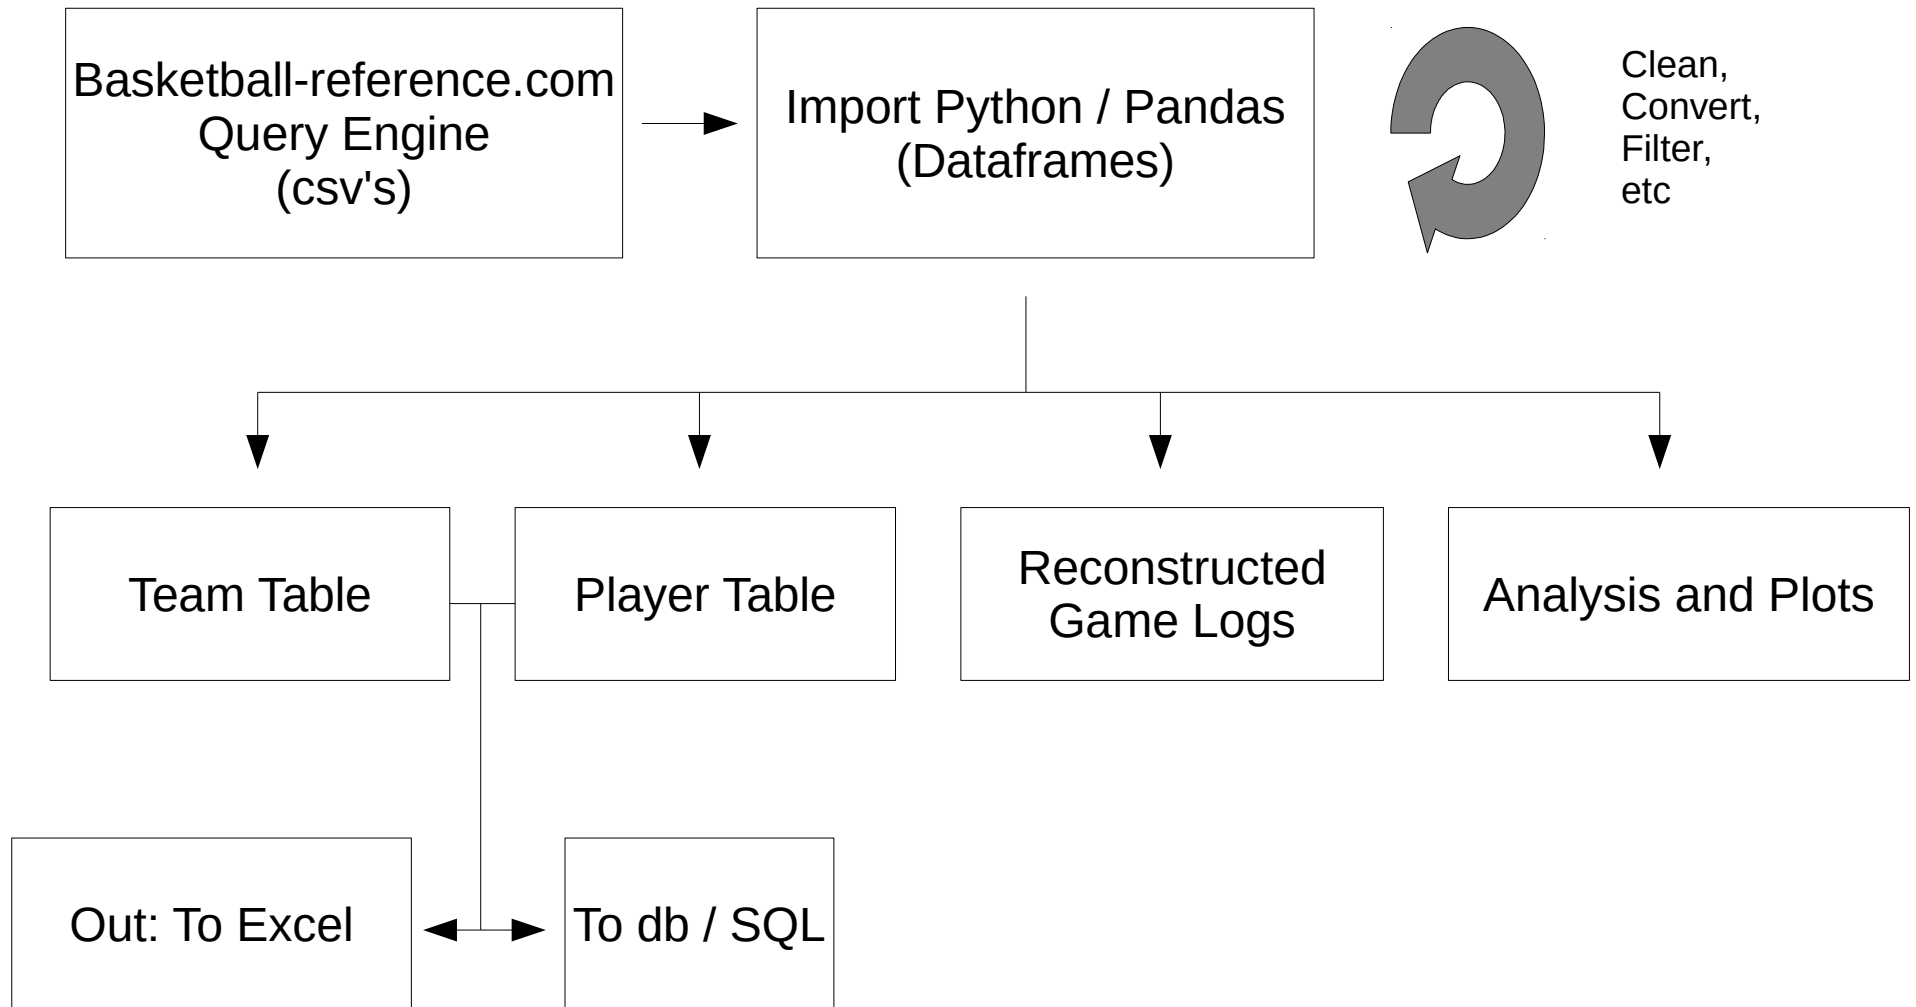 Basketball-reference.com
Query Engine
(csv's)
Import Python / Pandas
(Dataframes)
Clean,
Convert,
Filter,
etc
Team Table
Player Table
Reconstructed
Game Logs
Analysis and Plots
Out: To Excel
To db / SQL